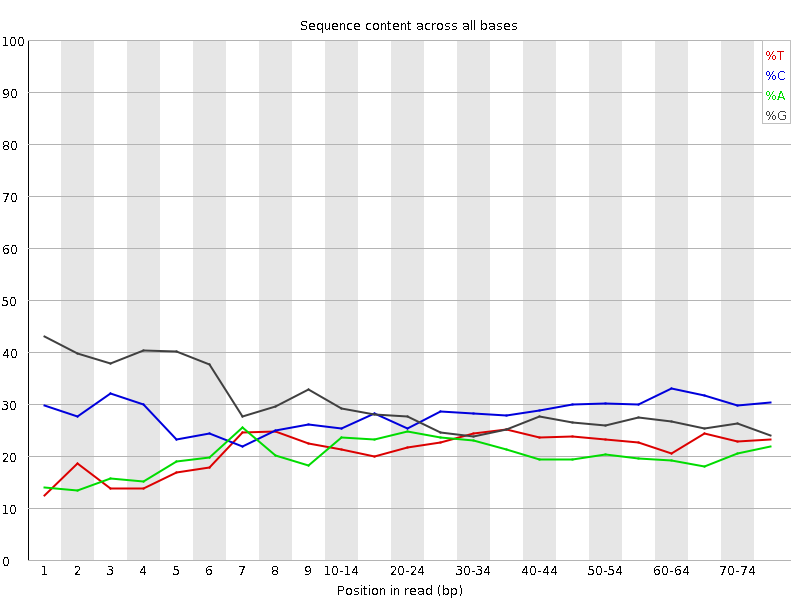 Sequence content across all bases
100
90
80
70
60
50
40
30
20
10
0
%T
%C
%A
%G
1 2 3 4 5 6 7 8 9 10-14 20-24 30-34 40-44 50-54 60-64 70-74
Position in read (bp)